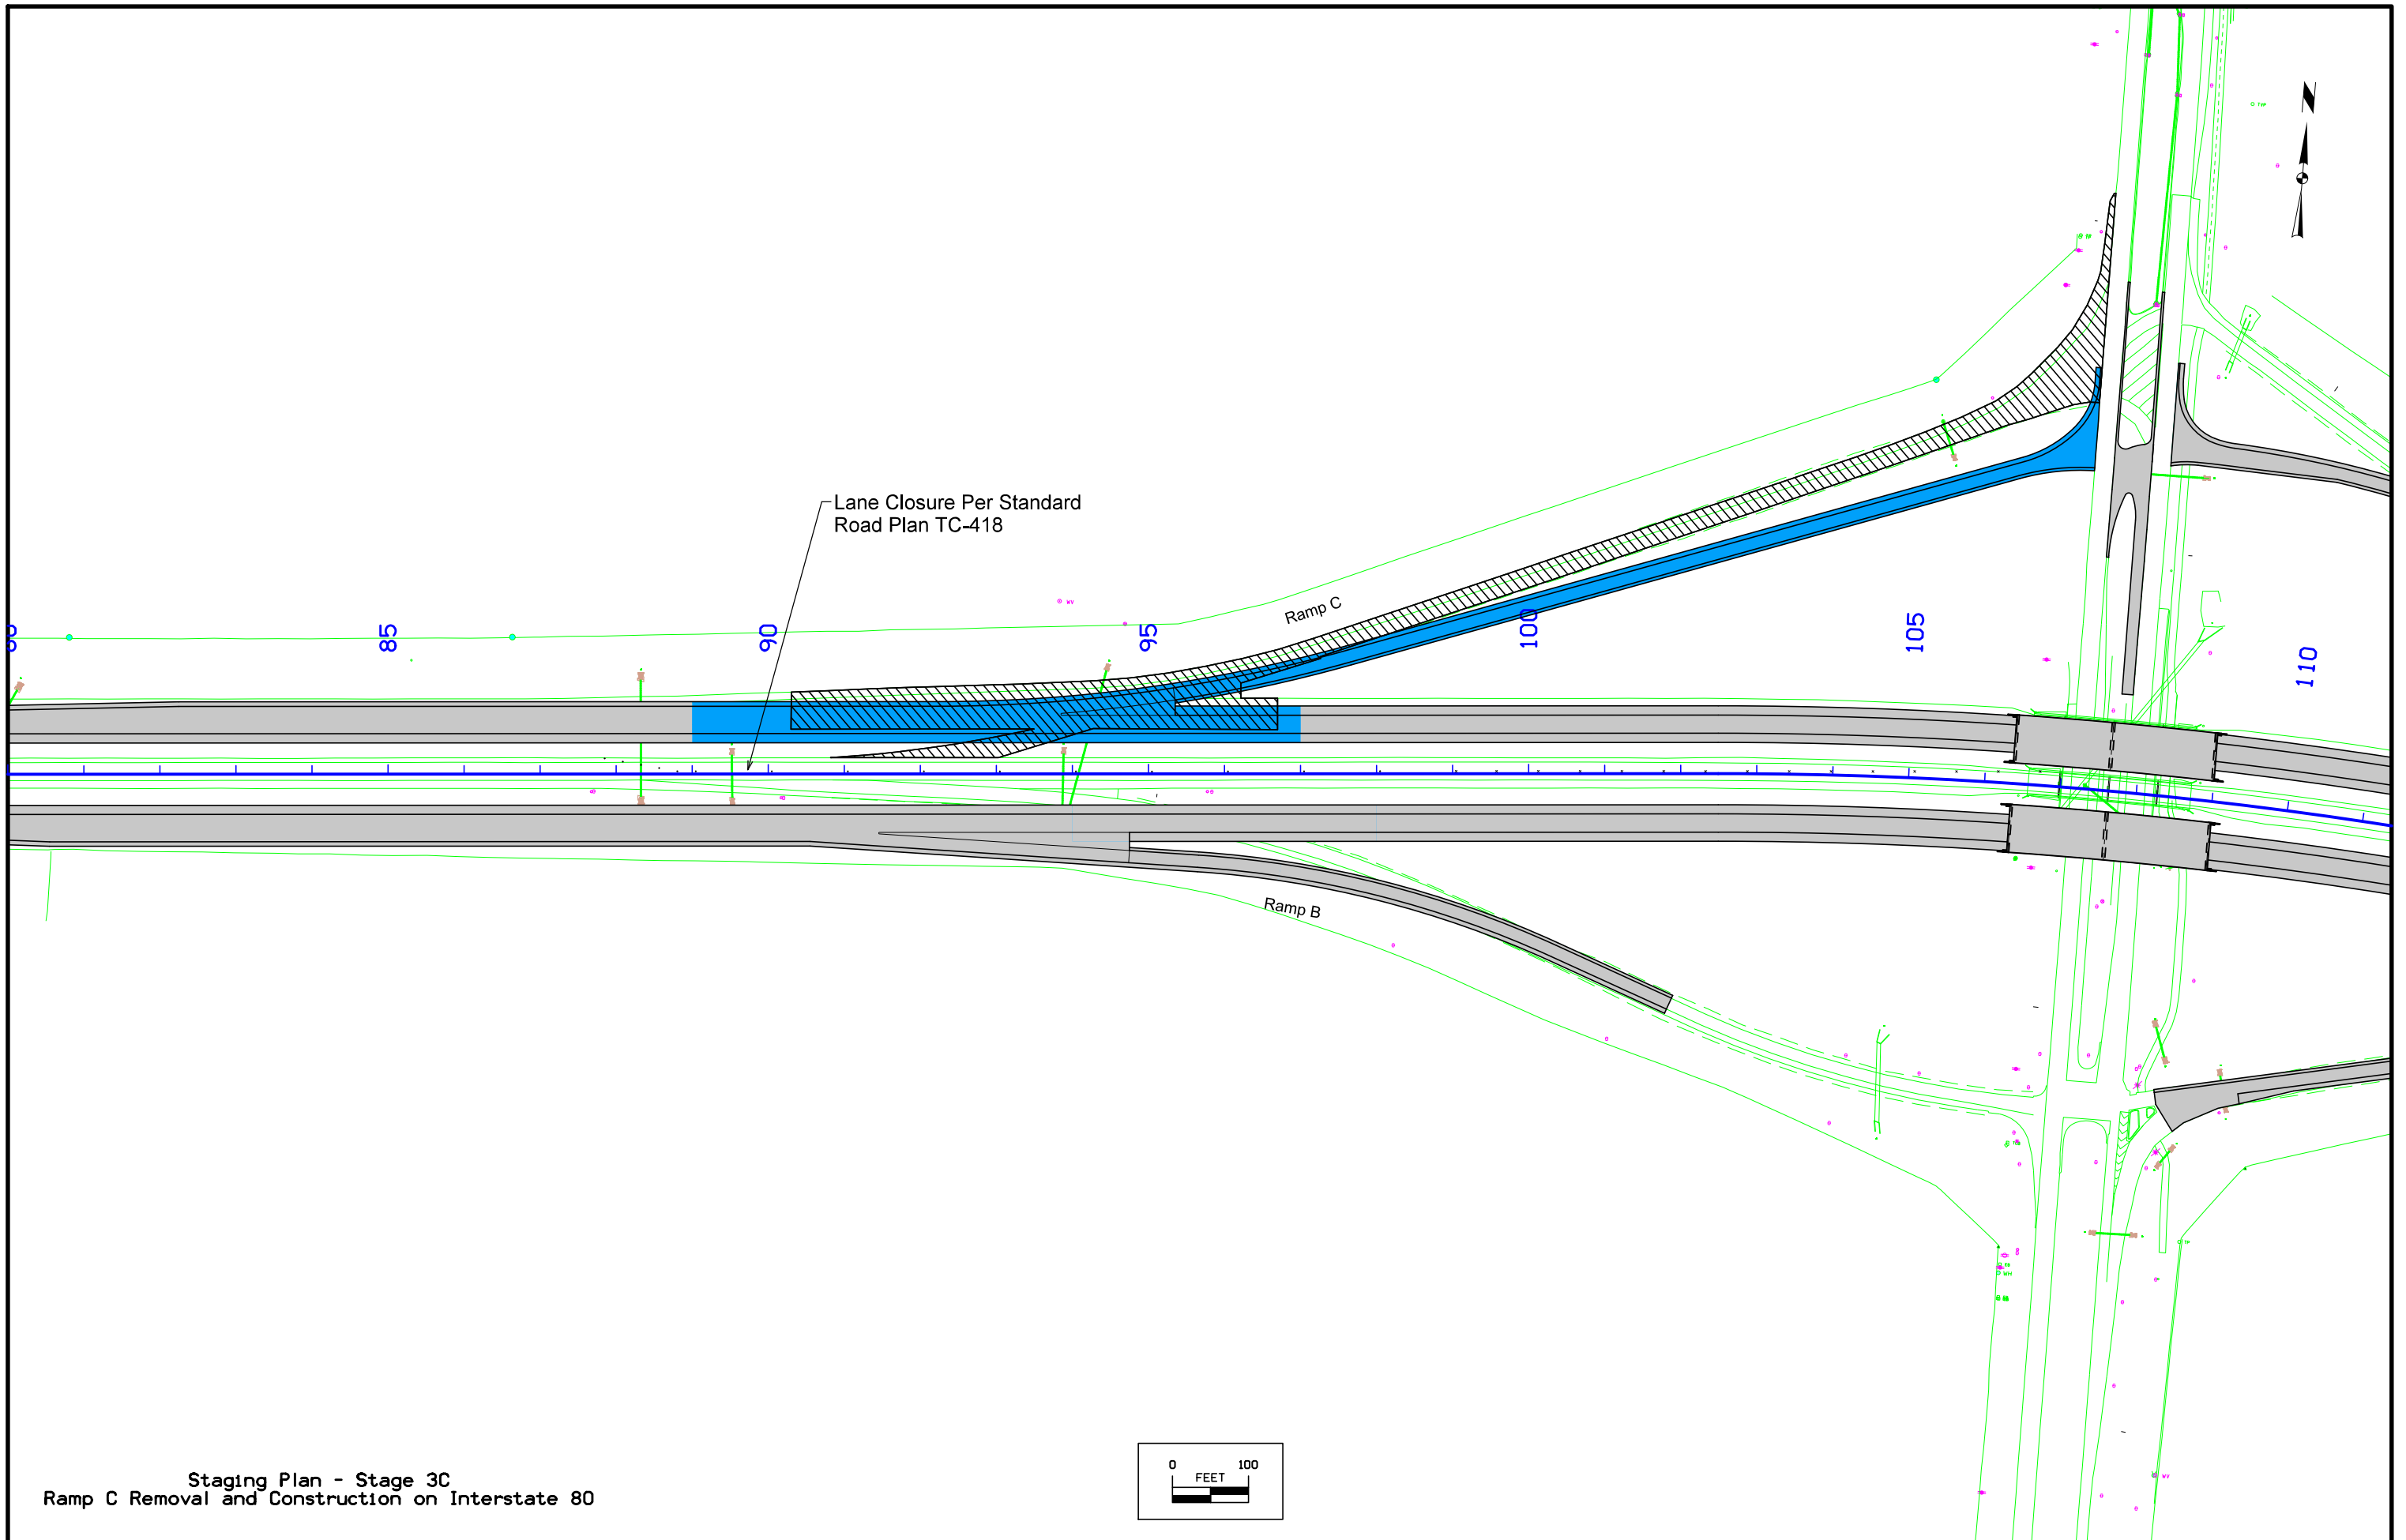 N
Lane Closure Per Standard
Road Plan TC-418
Ramp C
85
90
95
100
105
110
Ramp B
Staging Plan - Stage 3C
Ramp C Removal and Construction on Interstate 80
0 100
FEET